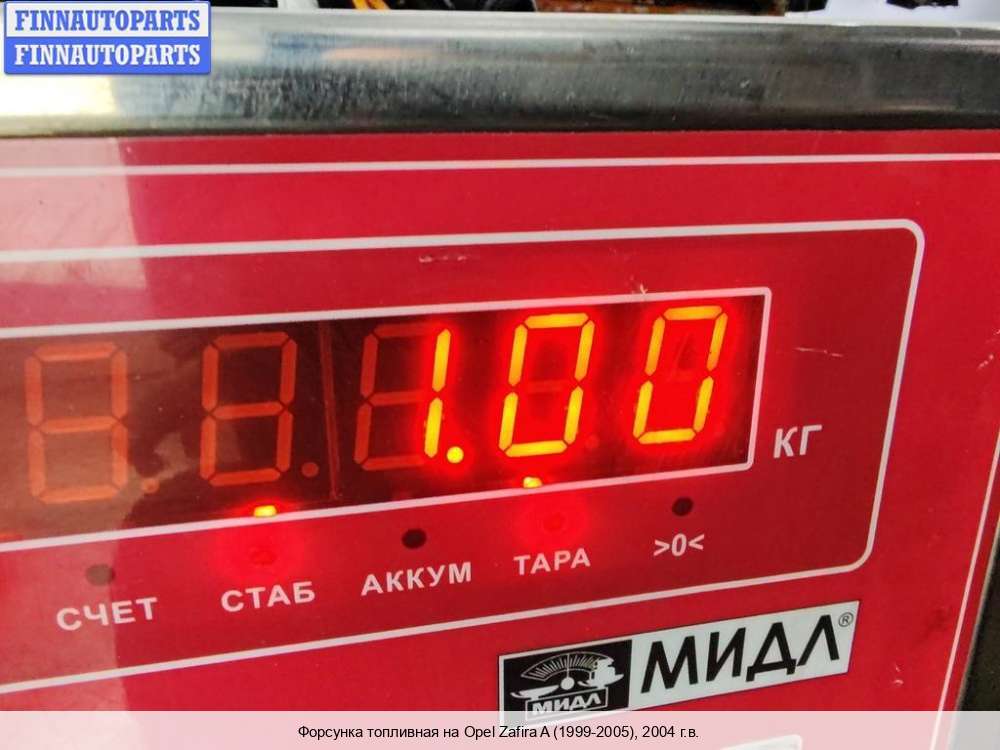 FINNAUTOPARTS
FINNAUTOPARTS
1.00
КГ
СЧЕТ СТАБ АККУМ ТАРА >0<
МИДЛ МИДЛ®
Форсунка топливная на Opel Zafira A (1999-2005), 2004 г.в.